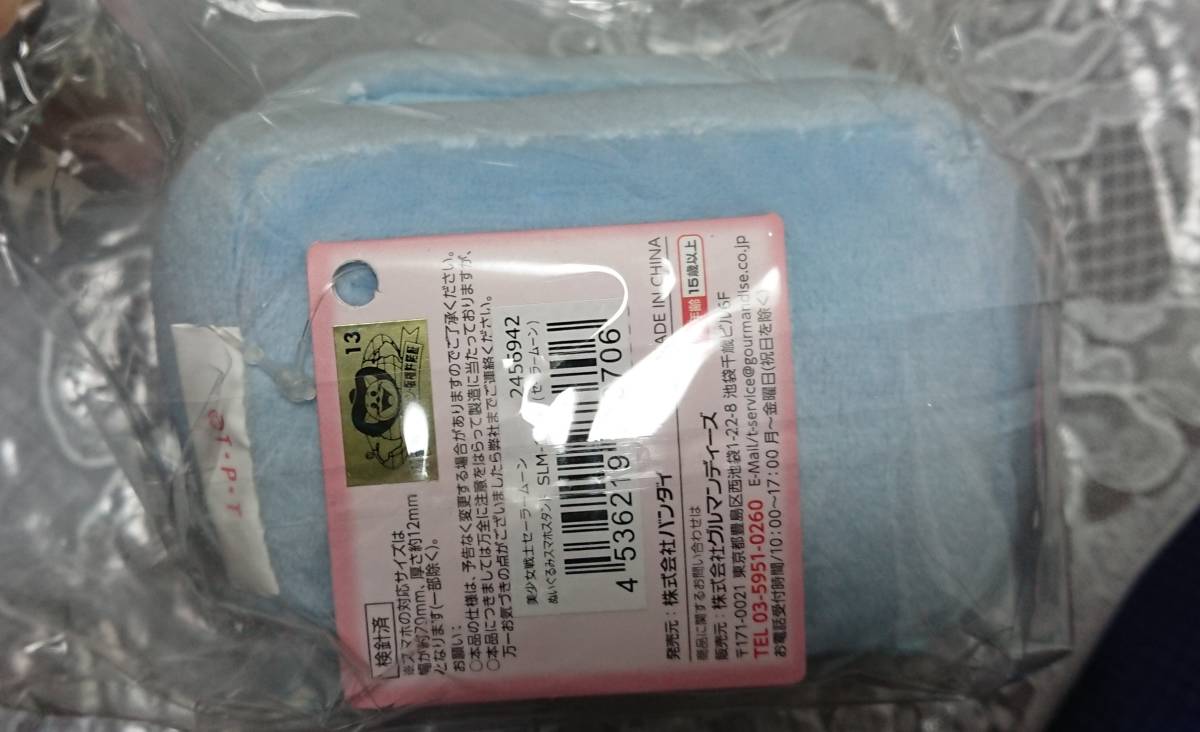 検針済
※スマホの対応サイズは
幅が約70mm、厚さ約12mm
となります(一部除く)。
13
お願い:
○本品の仕様は、予告なく変更する場合がありますのでご了承ください。
○本品につきましては万全に注意をはらって製造に当たっておりますが、
万一お気づきの点がございましたら弊社までご連絡ください。
美少女戦士セーラームーン 2455942
ぬいぐるみスマホスタンド (セーラームーン)
SLM-
4 536219 706
発売元:株式会社バンダイ MADE IN CHINA
商品に関するお問い合わせは 年齢 15歳以上
販売元:株式会社グルマンディーズ
〒171-0021 東京都豊島区西池袋1-22-8 池袋千歳ビル6F
TEL 03-5951-0260 E-Mail/t-service@gourmandise.co.jp
お電話受付時間/10:00~17:00 月~金曜日(祝日を除く)